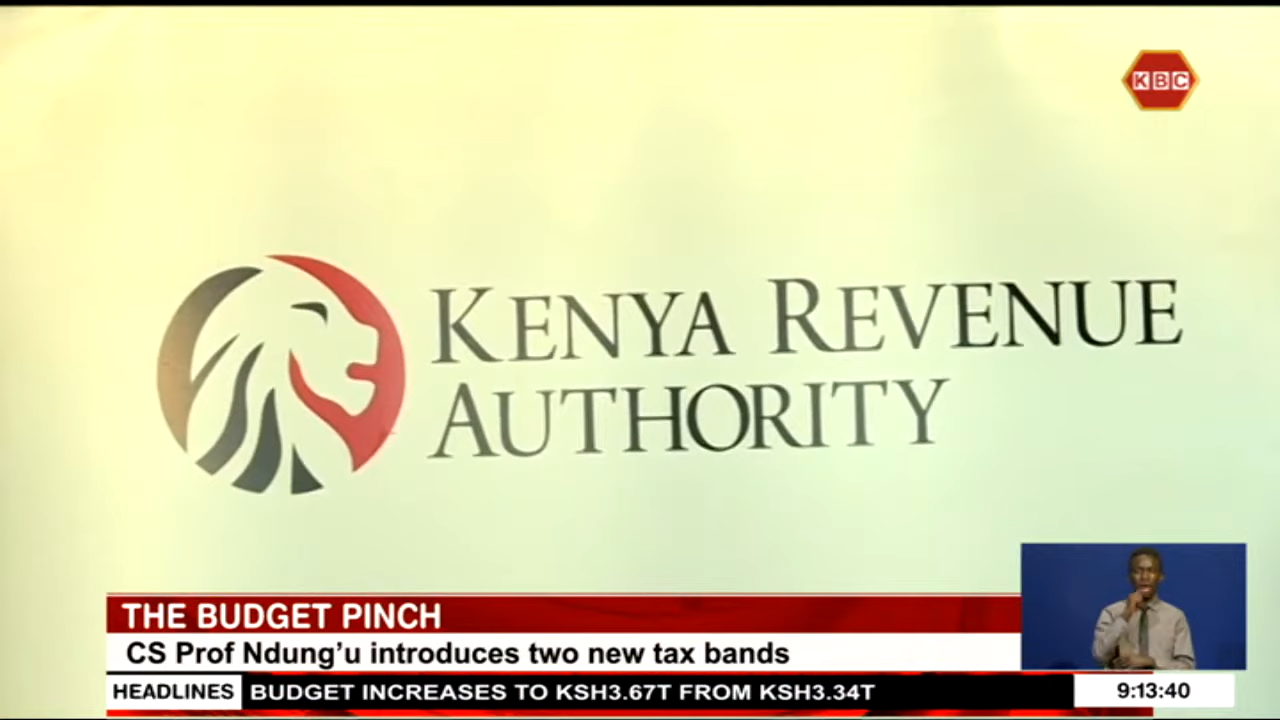 KBC
KENYA REVENUE
AUTHORITY
THE BUDGET PINCH
CS Prof Ndung’u introduces two new tax bands
HEADLINES BUDGET INCREASES TO KSH3.67T FROM KSH3.34T
9:13:40